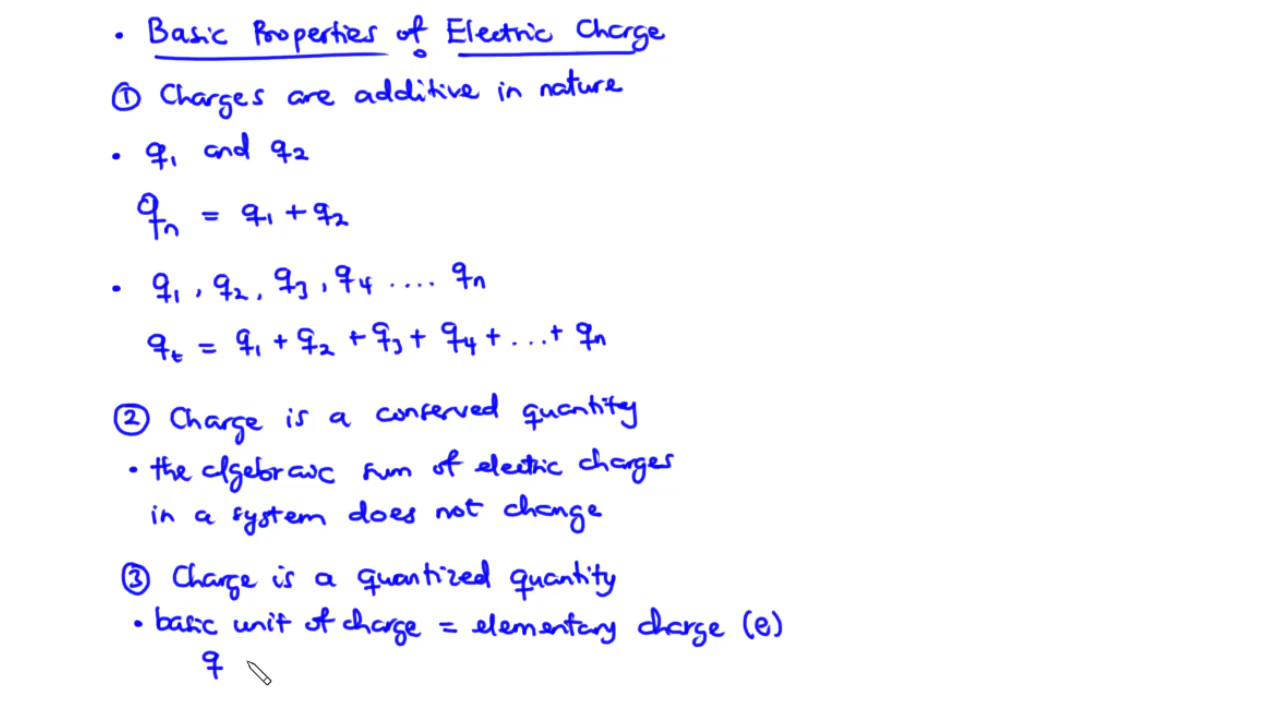 • Basic Properties of Electric Charge
① Charges are additive in nature
• q₁ and q₂
qₙ = q₁ + q₂
• q₁, q₂, q₃, q₄ .... qₙ
qₜ = q₁ + q₂ + q₃ + q₄ + ... + qₙ
② Charge is a conserved quantity
• the algebraic sum of electric charges
in a system does not change
③ Charge is a quantized quantity
• basic unit of charge = elementary charge (e)
q